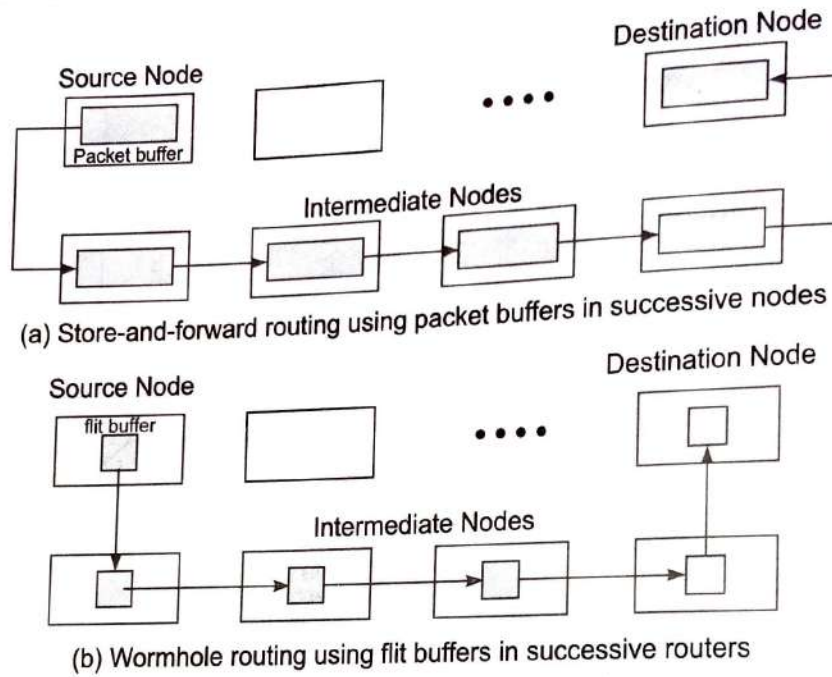 Destination Node
Source Node
Packet buffer
Intermediate Nodes
(a) Store-and-forward routing using packet buffers in successive nodes
Source Node
Destination Node
flit buffer
Intermediate Nodes
(b) Wormhole routing using flit buffers in successive routers